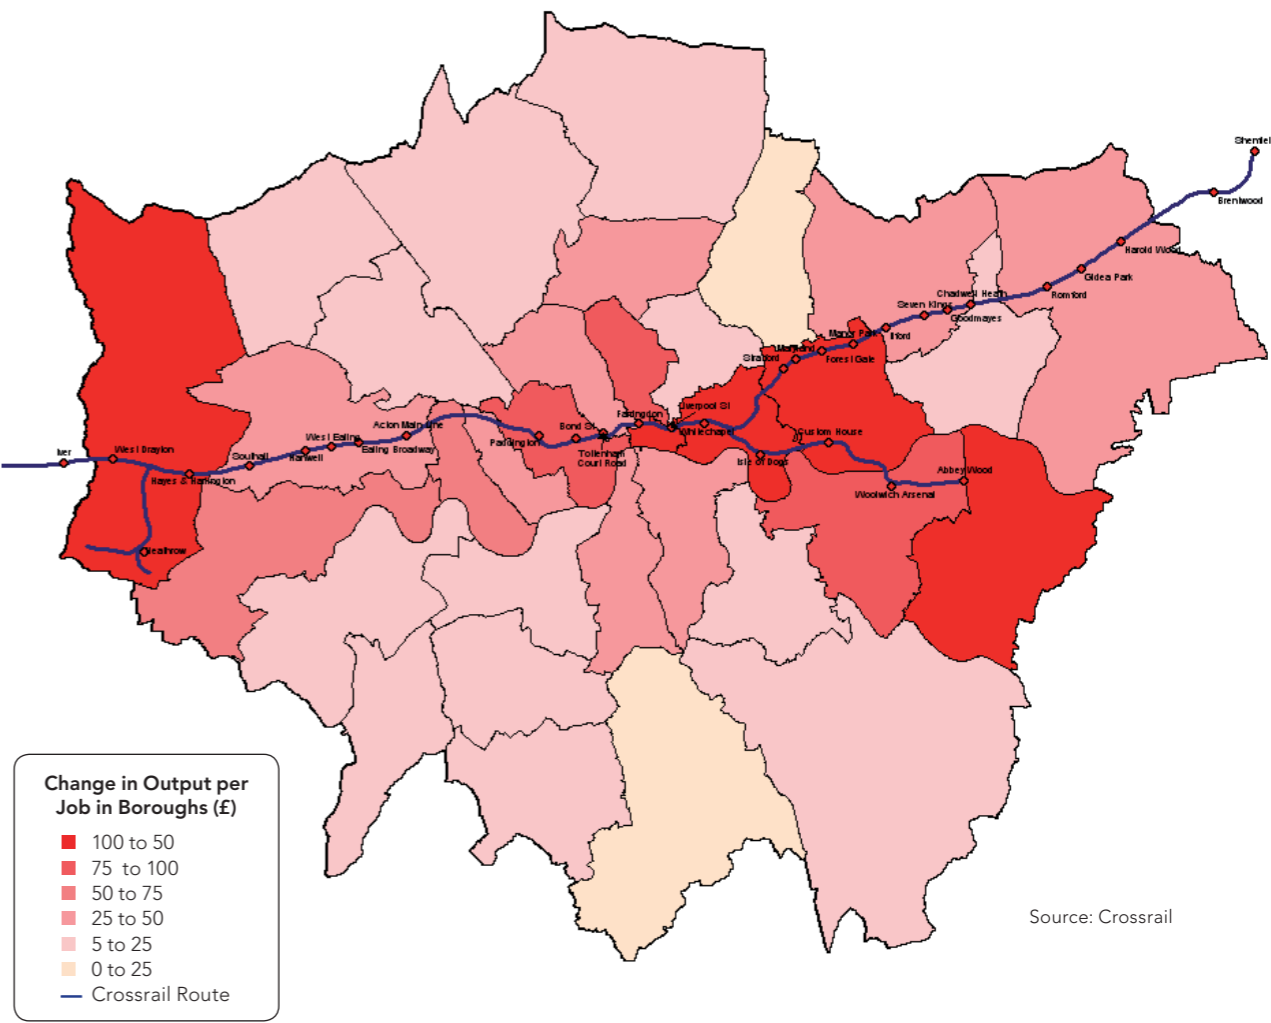 Shenfiel
Brentwood
Harold Wood
Gidea Park
Romford
Chadwell Heath
Seven Kings
Goodmayes
Ilford
Manor Park
Forest Gate
Maryland
Stratford
Liverpool St
Whitechapel
Farringdon
Bond St
Tottenham
Court Road
Paddington
Custom House
Isle of Dogs
Abbey Wood
Woolwich Arsenal
Acton Main Line
Ealing Broadway
West Ealing
Hanwell
Southall
Hayes & Harlington
West Drayton
Iver
Heathrow
Change in Output per
Job in Boroughs (£)
100 to 50
75 to 100
50 to 75
25 to 50
5 to 25
0 to 25
Crossrail Route
Source: Crossrail